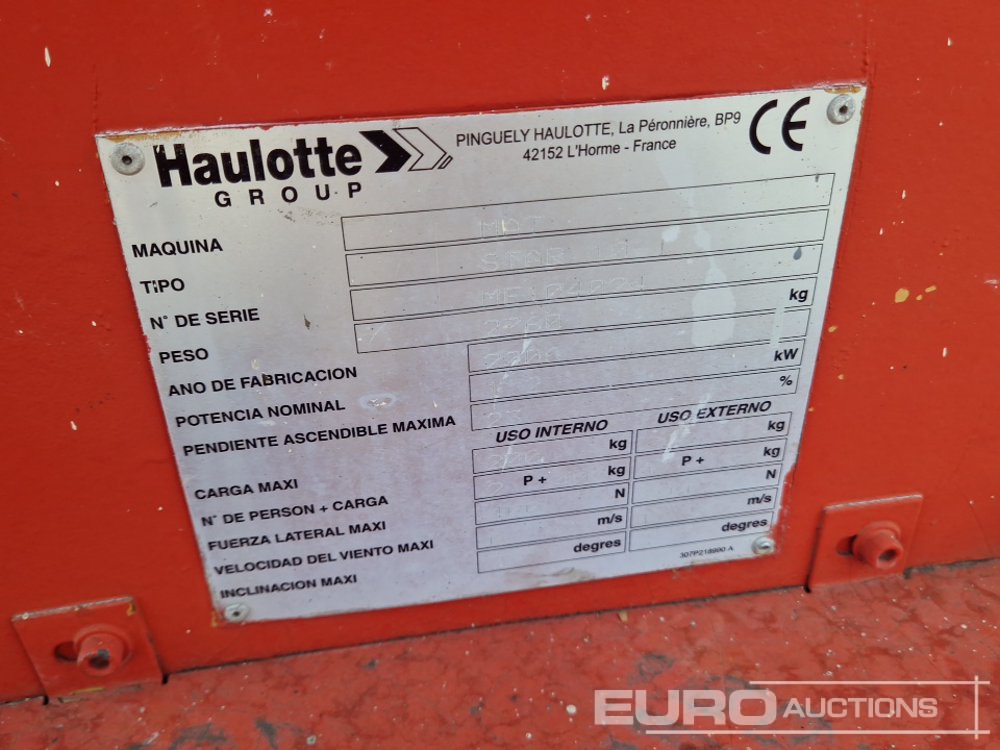 Haulotte
GROUP
PINGUELY HAULOTTE, La Péronnière, BP9
42152 L'Horme - France
CE
MAQUINA
TIPO STAR
N° DE SERIE
PESO kg
ANO DE FABRICACION
POTENCIA NOMINAL kW
PENDIENTE ASCENDIBLE MAXIMA %
USO INTERNO USO EXTERNO
CARGA MAXI kg kg
N° DE PERSON + CARGA P + kg P + kg
FUERZA LATERAL MAXI N N
VELOCIDAD DEL VIENTO MAXI m/s m/s
INCLINACION MAXI degres degres
307P218990 A
EURO AUCTIONS